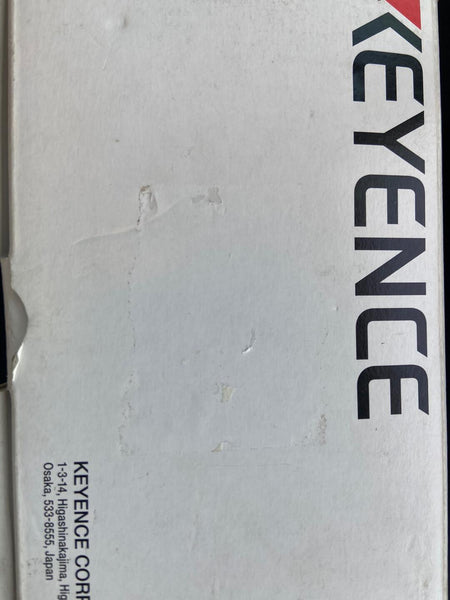 KEYENCE
KEYENCE CORP
1-3-14, Higashinakajima, Hig
Osaka, 533-8555, Japan